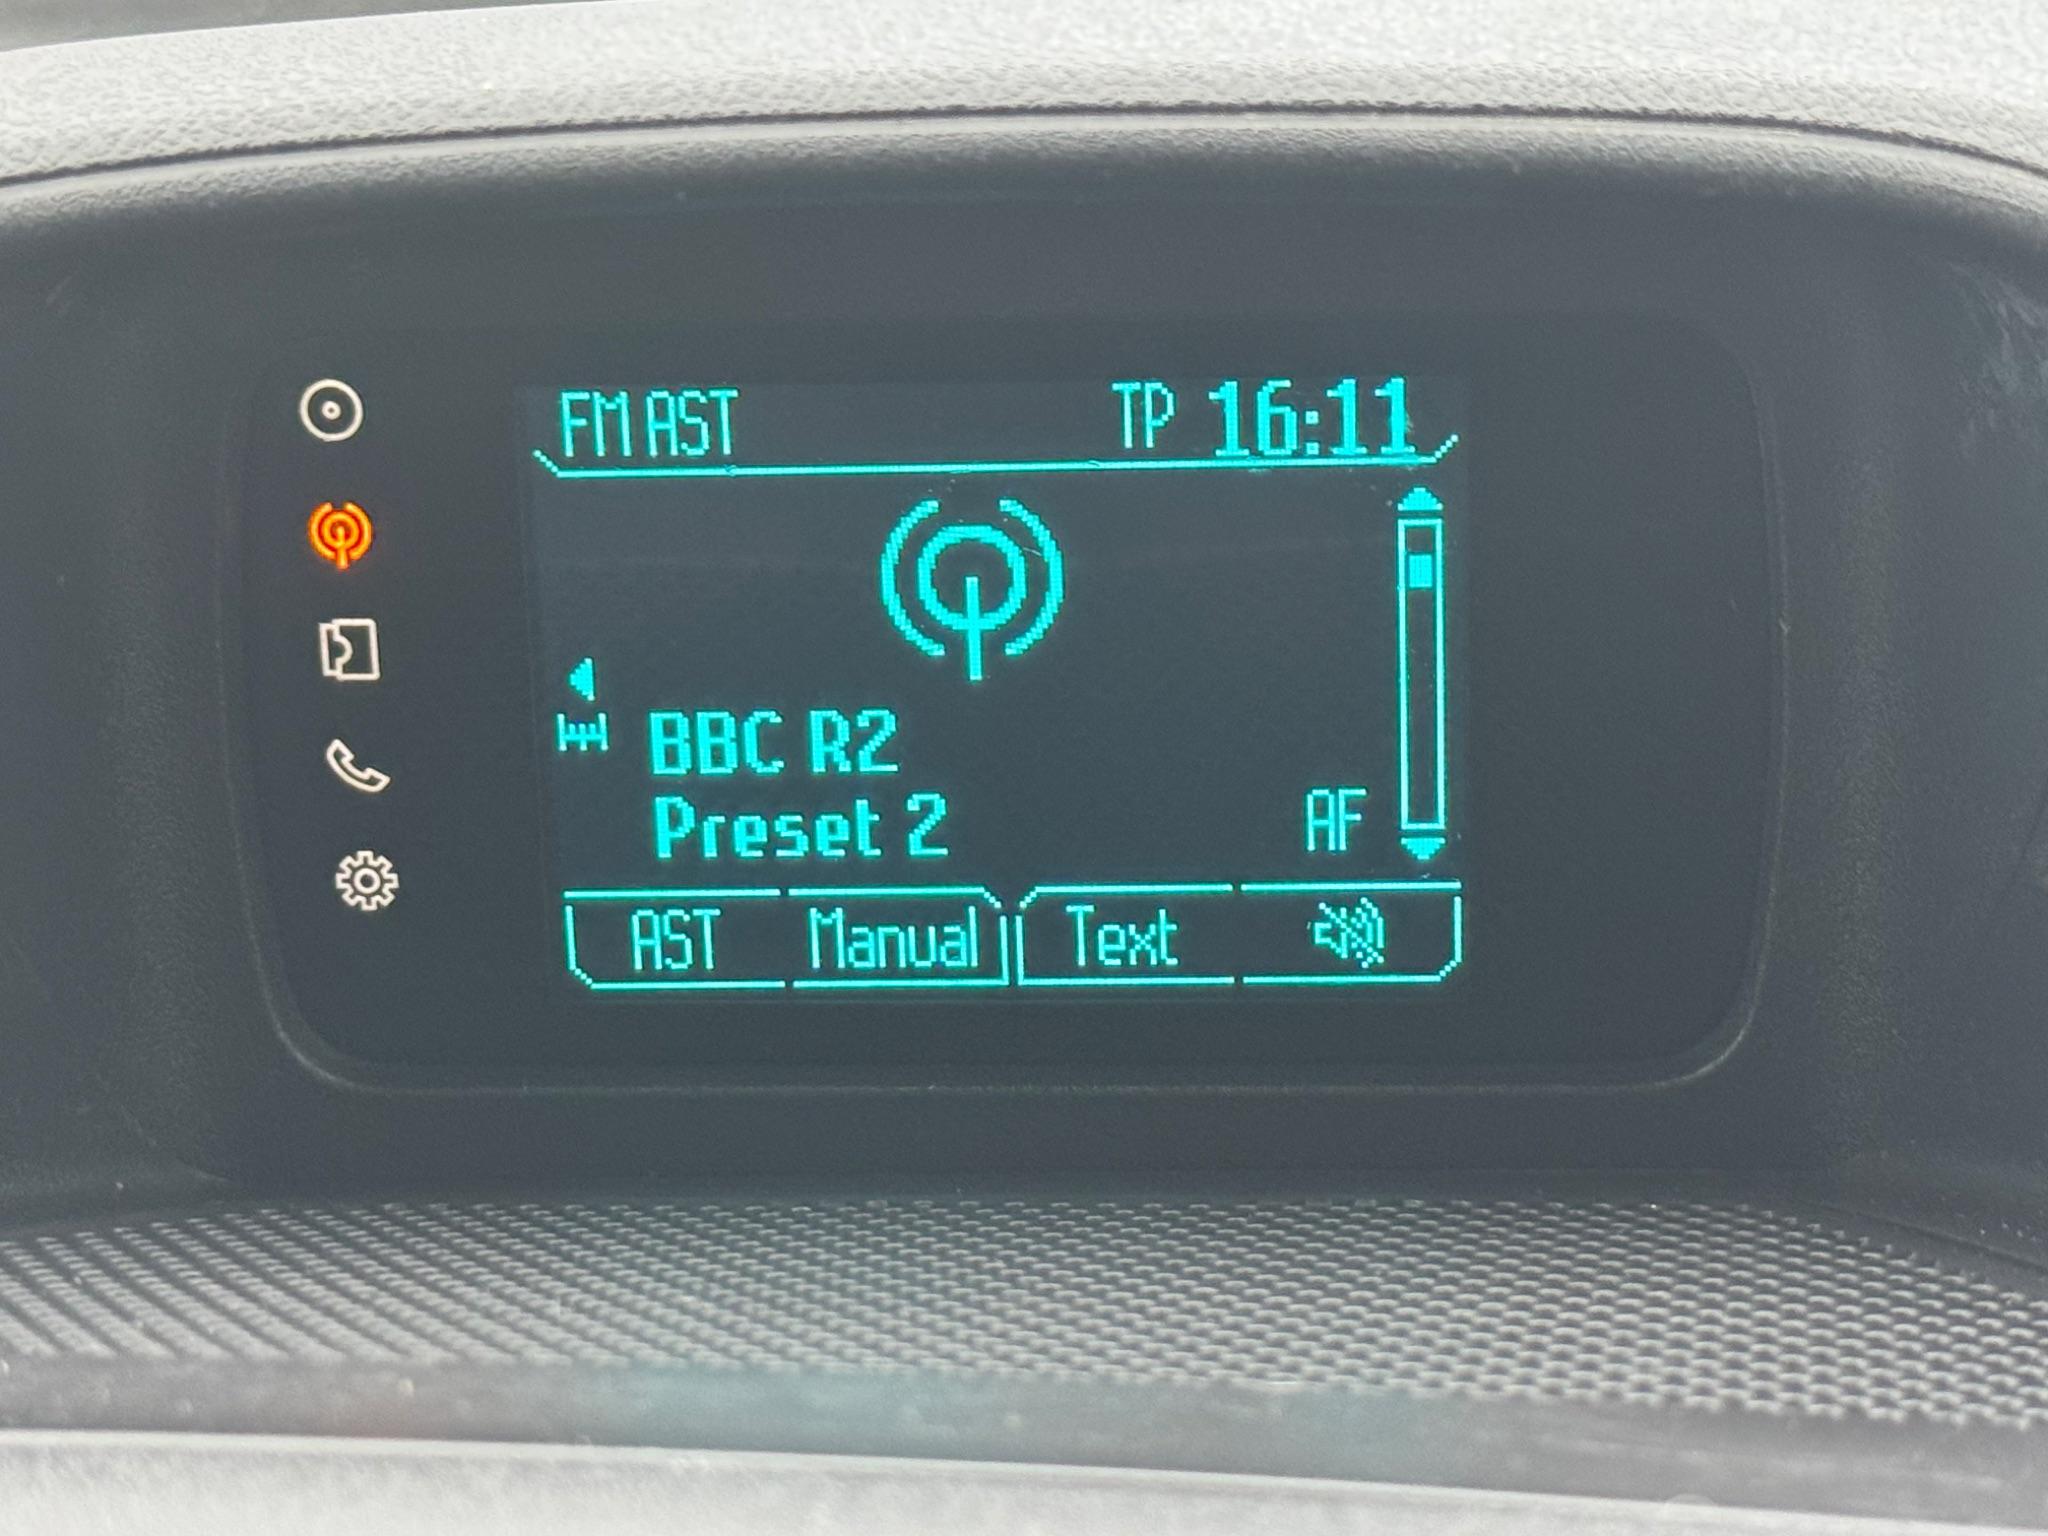 FM AST TP 16:11
BBC R2
Preset 2 AF
AST Manual Text